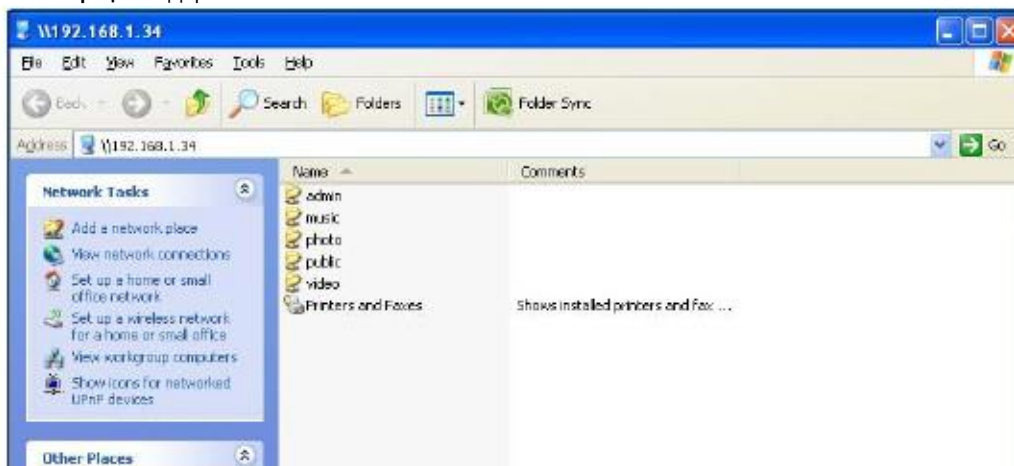 \\192.168.1.34
File Edit View Favorites Tools Help
Back Search Folders Folder Sync
Address \\192.168.1.34 Go
Name Comments
Network Tasks
Add a network place
View network connections
Set up a home or small
office network
Set up a wireless network
for a home or small office
View workgroup computers
Show icons for networked
UPnP devices
Other Places
admin
music
photo
public
video
Printers and Faxes Shows installed printers and fax ...